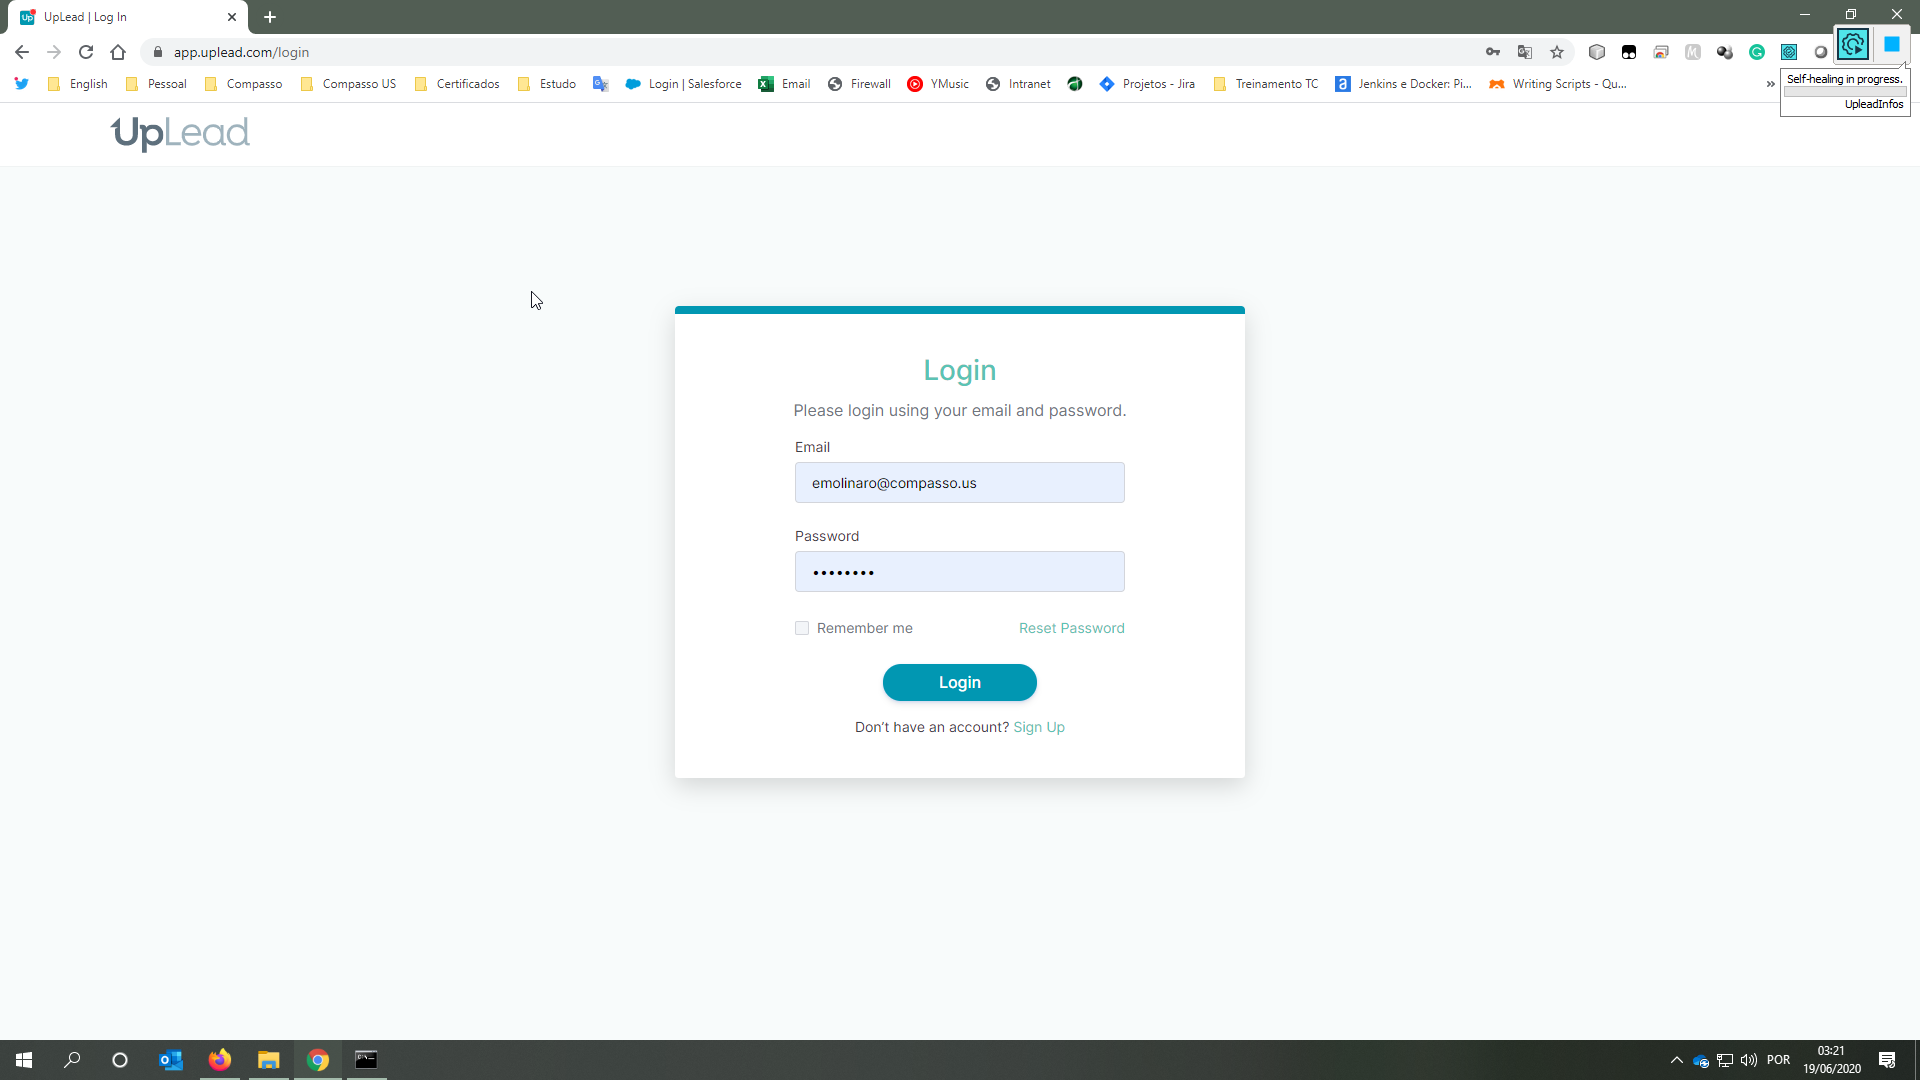 UpLead | Log In
app.uplead.com/login
English
Pessoal
Compasso
Compasso US
Certificados
Estudo
Login | Salesforce
Email
Firewall
YMusic
Intranet
Projetos - Jira
Treinamento TC
Jenkins e Docker: Pi...
Writing Scripts - Qu...
»
Self-healing in progress.
UpleadInfos
UpLead
Login
Please login using your email and password.
Email
emolinaro@compasso.us
Password
••••••••
Remember me
Reset Password
Login
Don't have an account? Sign Up
POR
03:21
19/06/2020